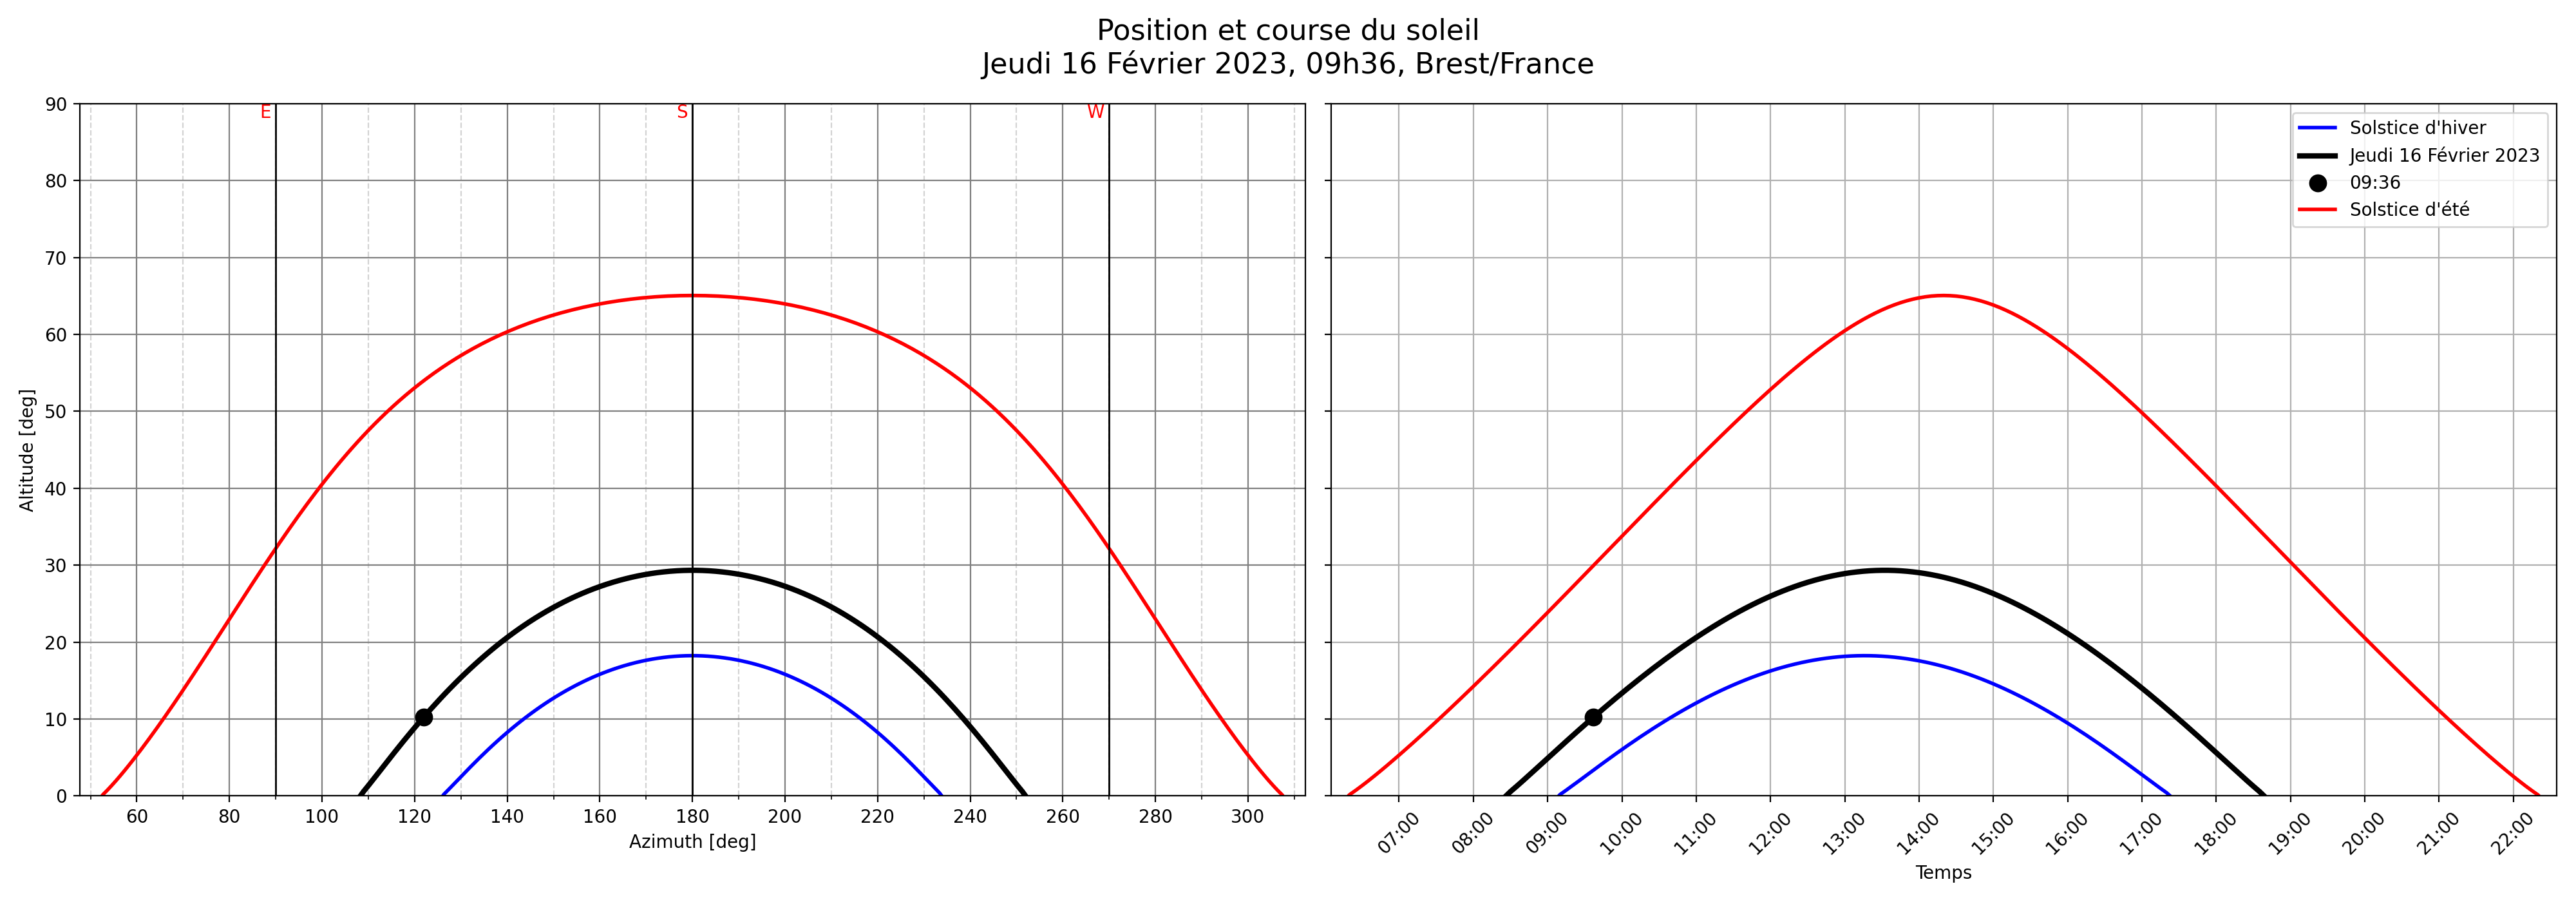 Position et course du soleil
Jeudi 16 Février 2023, 09h36, Brest/France
E
S
W
90
80
70
60
50
40
30
20
10
0
Altitude [deg]
60 80 100 120 140 160 180 200 220 240 260 280 300
Azimuth [deg]
Solstice d'hiver
Jeudi 16 Février 2023
09:36
Solstice d'été
07:00 08:00 09:00 10:00 11:00 12:00 13:00 14:00 15:00 16:00 17:00 18:00 19:00 20:00 21:00 22:00
Temps